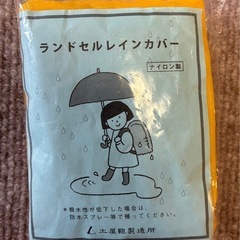 ランドセルレインカバー
ナイロン製
*撥水性が低下した場合は、
防水スプレー等で補ってください。
土屋鞄製造所